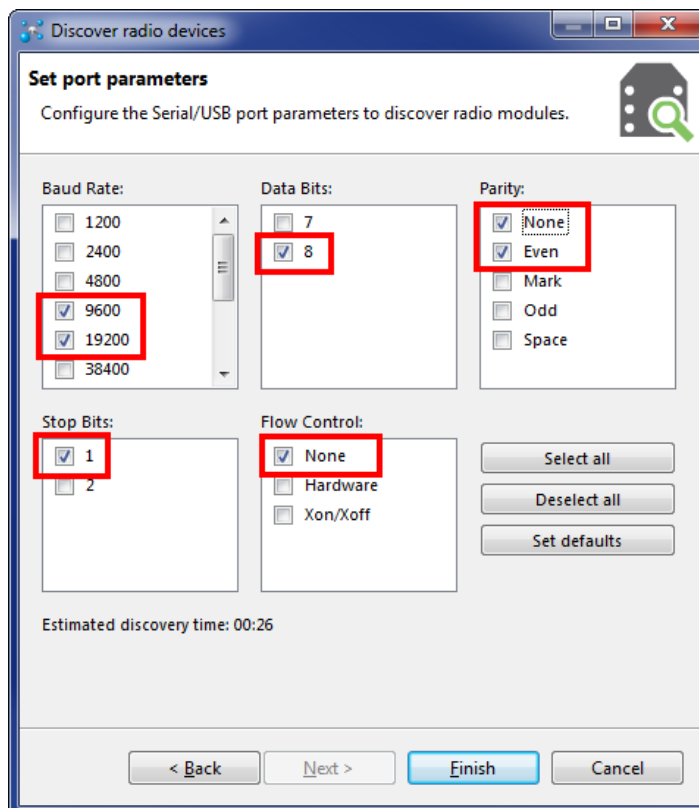 Discover radio devices
Set port parameters
Configure the Serial/USB port parameters to discover radio modules.
Baud Rate:
1200
2400
4800
9600
19200
38400
Data Bits:
7
8
Parity:
None
Even
Mark
Odd
Space
Stop Bits:
1
2
Flow Control:
None
Hardware
Xon/Xoff
Select all
Deselect all
Set defaults
Estimated discovery time: 00:26
< Back
Next >
Finish
Cancel